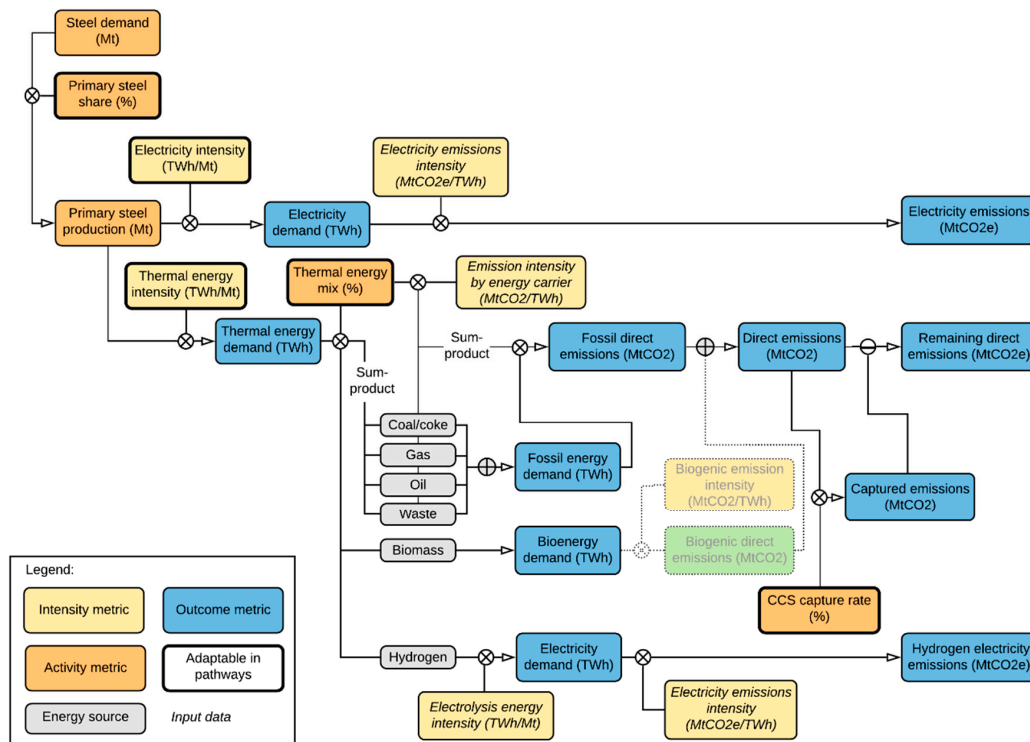 Steel demand
(Mt)
Primary steel
share (%)
Electricity intensity
(TWh/Mt)
Electricity emissions
intensity
(MtCO2e/TWh)
Primary steel
production (Mt)
Electricity
demand (TWh)
Electricity emissions
(MtCO2e)
Thermal energy
intensity (TWh/Mt)
Thermal energy
mix (%)
Emission intensity
by energy carrier
(MtCO2/TWh)
Thermal energy
demand (TWh)
Sum-
product
Sum-
product
Fossil direct
emissions (MtCO2)
Direct emissions
(MtCO2)
Remaining direct
emissions (MtCO2e)
Coal/coke
Gas
Oil
Waste
Fossil energy
demand (TWh)
Biogenic emission
intensity
(MtCO2/TWh)
Captured emissions
(MtCO2)
Biomass
Bioenergy
demand (TWh)
Biogenic direct
emissions (MtCO2)
CCS capture rate
(%)
Hydrogen
Electricity
demand (TWh)
Hydrogen electricity
emissions (MtCO2e)
Electrolysis energy
intensity (TWh/Mt)
Electricity emissions
intensity
(MtCO2e/TWh)
Legend:
Intensity metric
Outcome metric
Activity metric
Adaptable in
pathways
Energy source
Input data